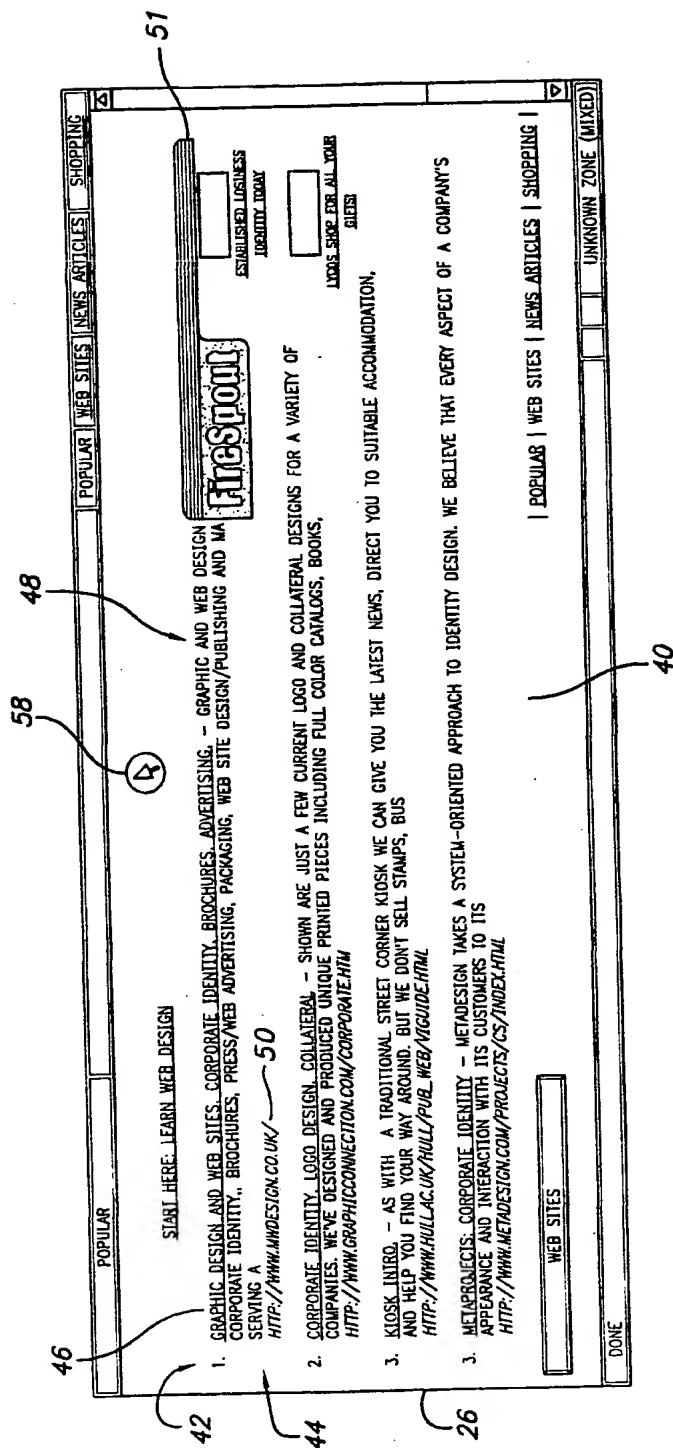 58
48
51
POPULAR
POPULAR WEB SITES NEWS ARTICLES SHOPPING
START HERE: LEARN WEB DESIGN
46
42
1. GRAPHIC DESIGN AND WEB SITES, CORPORATE IDENTITY, BROCHURES, ADVERTISING, - GRAPHIC AND WEB DESIGN
CORPORATE IDENTITY,, BROCHURES, PRESS/WEB ADVERTISING, PACKAGING, WEB SITE DESIGN/PUBLISHING AND MA
SERVING A
HTTP://WWW.MWDESIGN.CO.UK/
50
44
FireSpout
ESTABLISHED LOSINESS
IDENTITY TODAY
LYCOS SHOP FOR ALL YOUR
GIFTS!
2. CORPORATE IDENTITY, LOGO DESIGN, COLLATERAL - SHOWN ARE JUST A FEW CURRENT LOGO AND COLLATERAL DESIGNS FOR A VARIETY OF
COMPANIES. WE'VE DESIGNED AND PRODUCED UNIQUE PRINTED PIECES INCLUDING FULL COLOR CATALOGS, BOOKS,
HTTP://WWW.GRAPHICCONNECTION.COM/CORPORATE.HTM
3. KIOSK INTRO, - AS WITH A TRADITIONAL STREET CORNER KIOSK WE CAN GIVE YOU THE LATEST NEWS, DIRECT YOU TO SUITABLE ACCOMMODATION,
AND HELP YOU FIND YOUR WAY AROUND. BUT WE DON'T SELL STAMPS, BUS
HTTP://WWW.HULL.AC.UK/HULL/PUB_WEB/VIGUIDE.HTML
3. METAPROJECTS: CORPORATE IDENTITY - METADESIGN TAKES A SYSTEM-ORIENTED APPROACH TO IDENTITY DESIGN. WE BELIEVE THAT EVERY ASPECT OF A COMPANY'S
APPEARANCE AND INTERACTION WITH ITS CUSTOMERS TO ITS
HTTP://WWW.METADESIGN.COM/PROJECTS/CS/INDEX.HTML
26
WEB SITES
| POPULAR | WEB SITES | NEWS ARTICLES | SHOPPING |
DONE
UNKNOWN ZONE (MIXED)
40